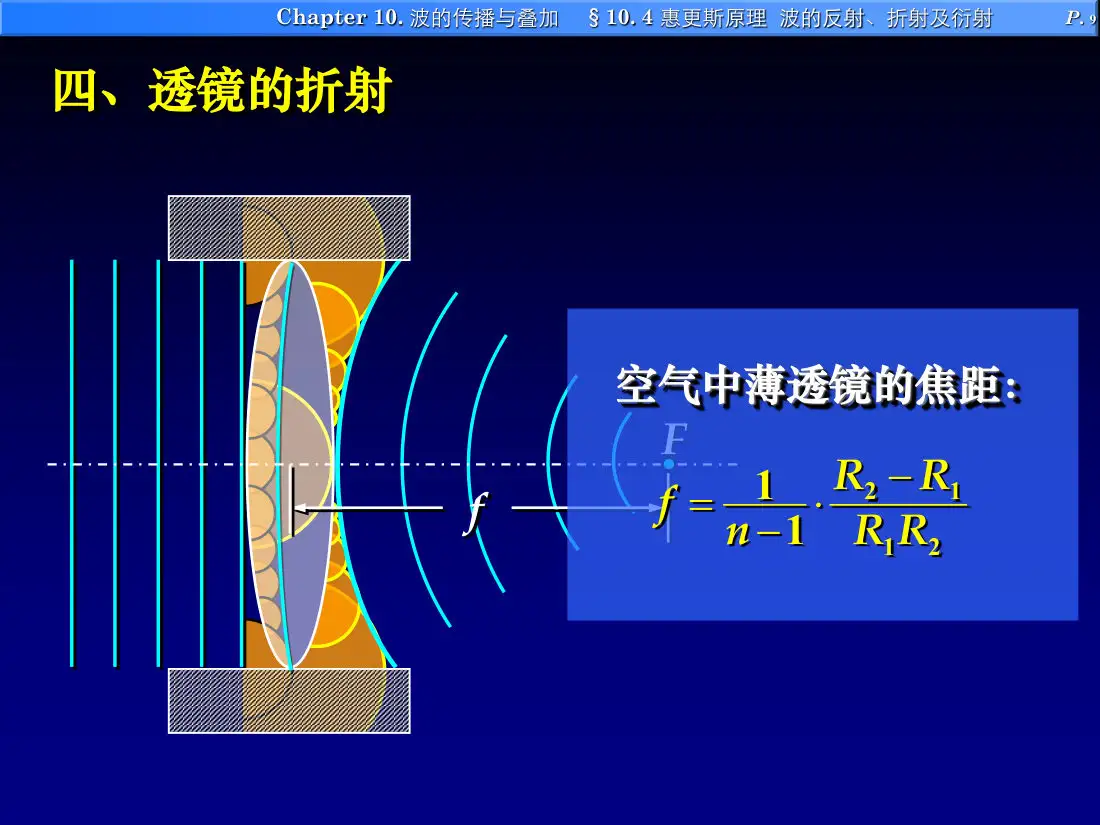 Chapter 10. 波的传播与叠加 § 10. 4 惠更斯原理 波的反射、折射及衍射 P. 9
四、透镜的折射
空气中薄透镜的焦距:
F
f
f = 1/(n − 1) · (R₂ − R₁)/(R₁R₂)